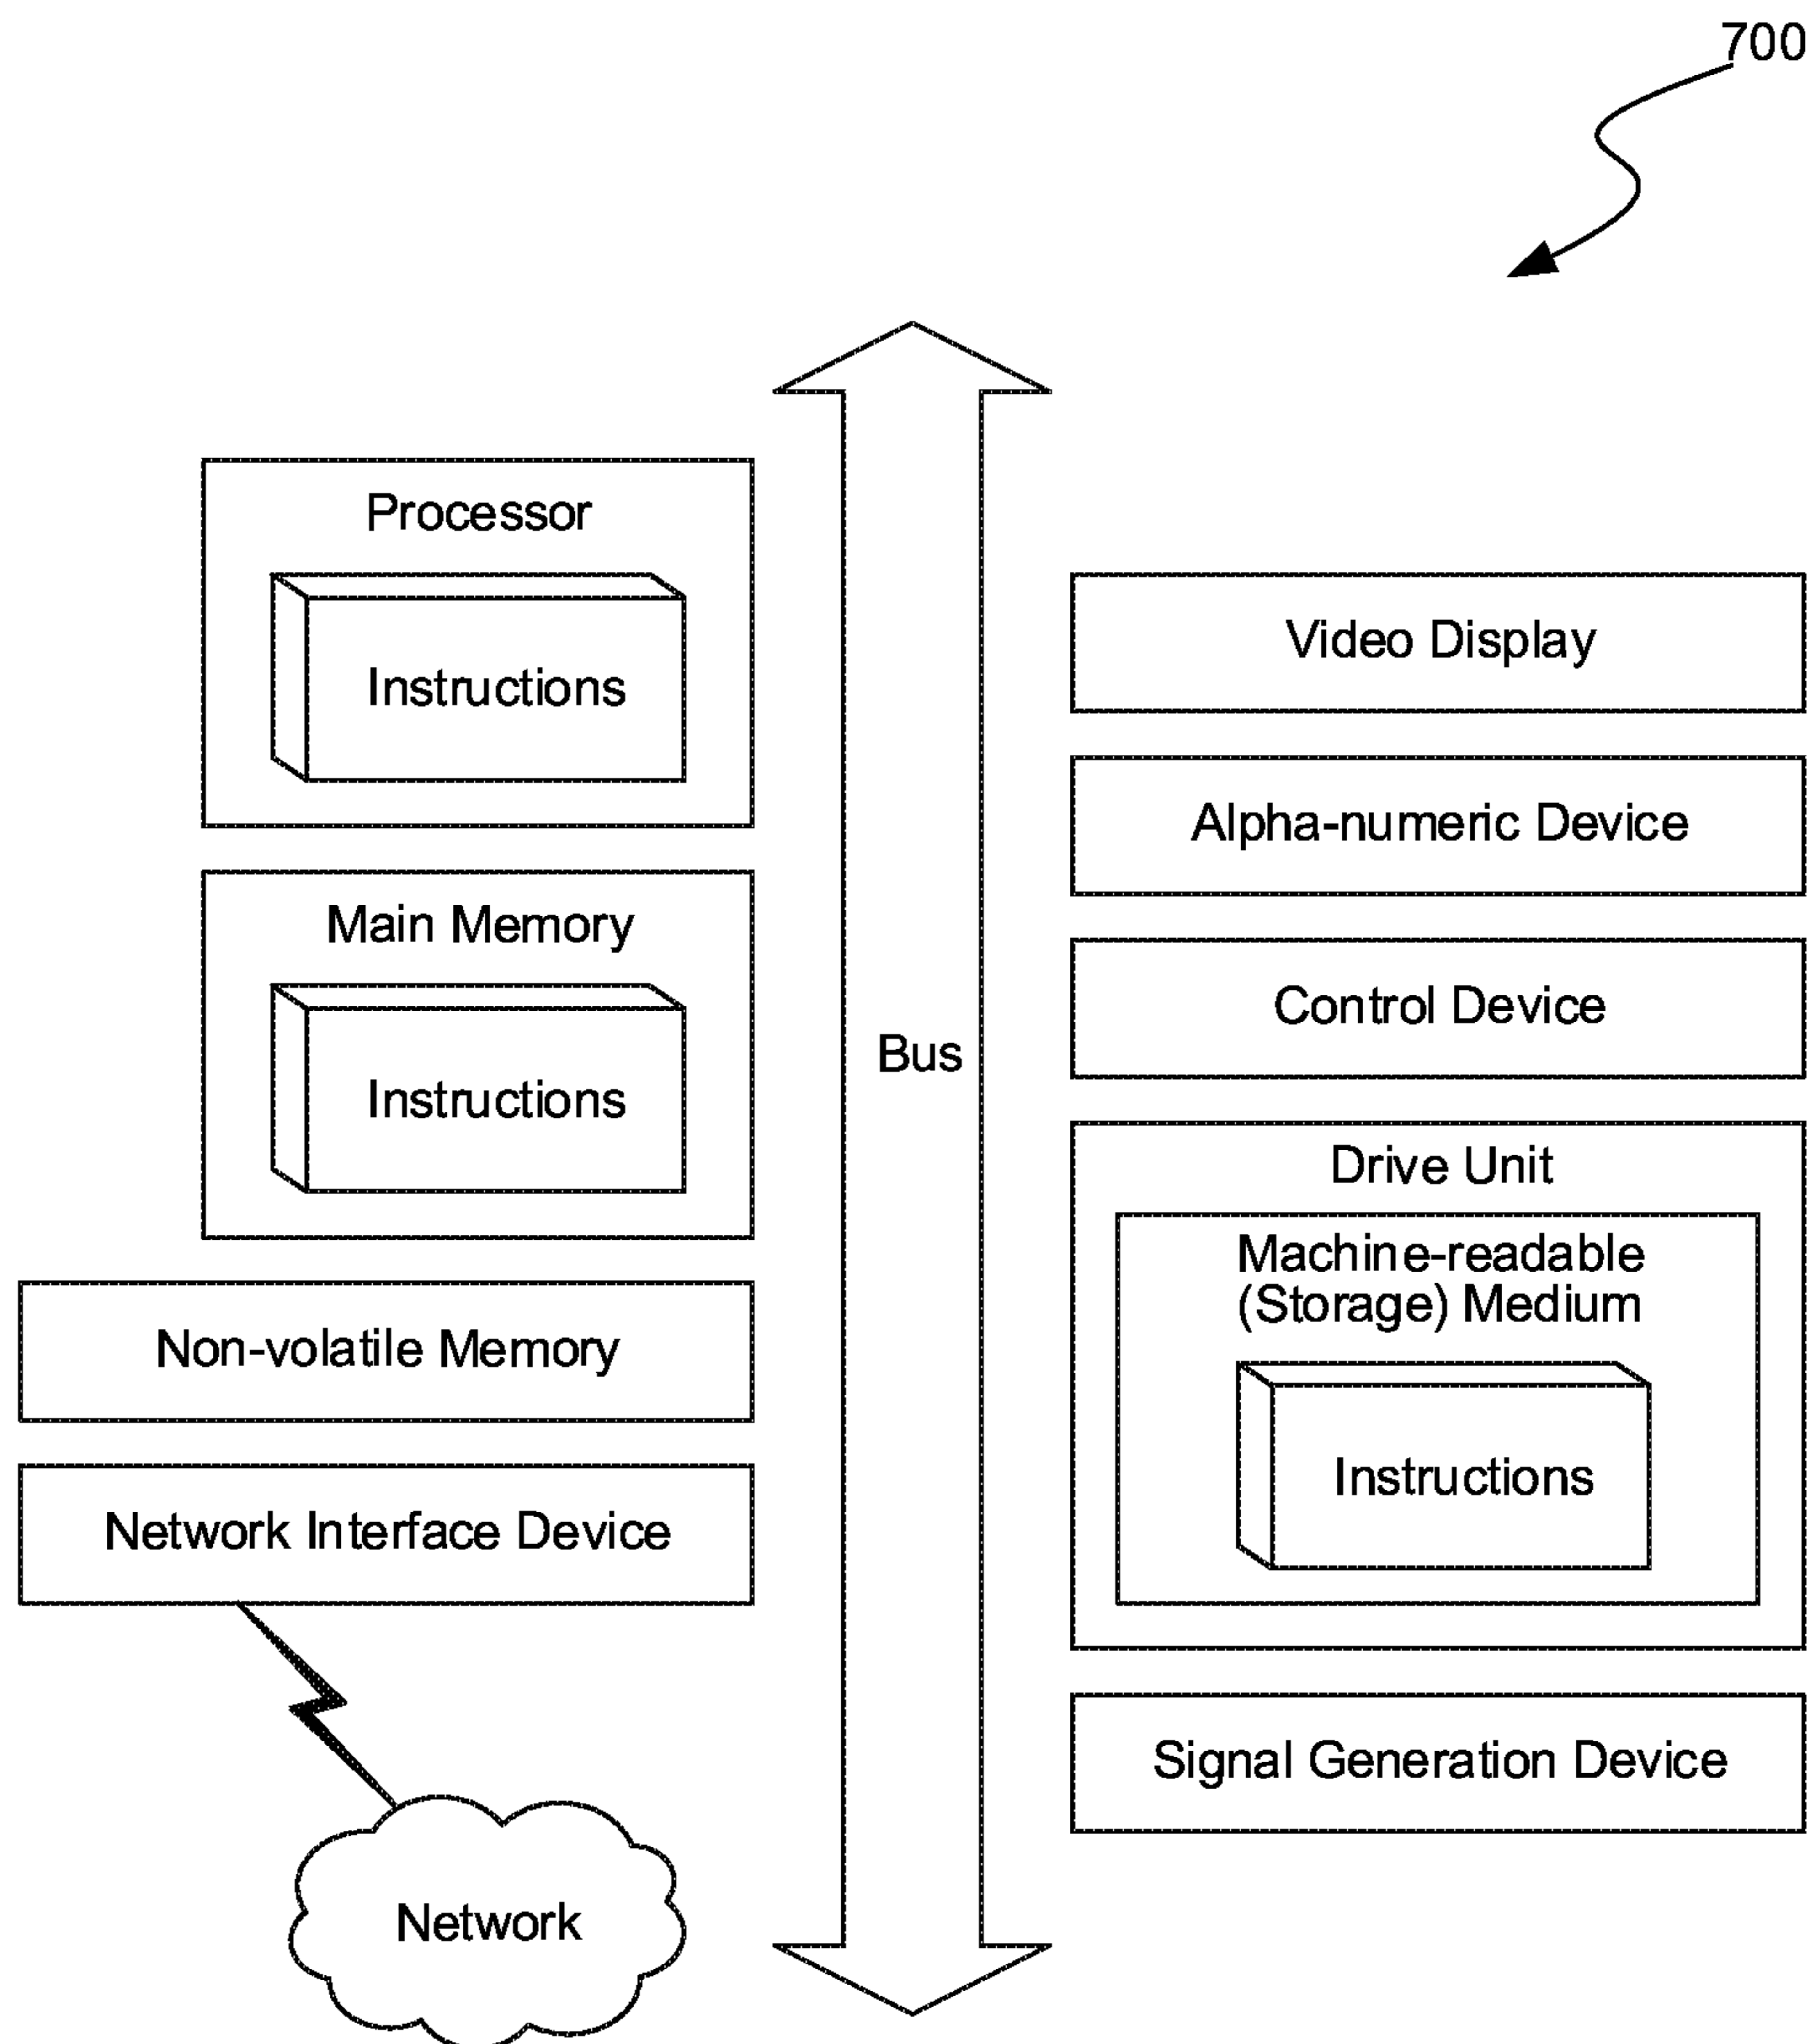 700
Processor
Instructions
Main Memory
Instructions
Non-volatile Memory
Network Interface Device
Network
Bus
Video Display
Alpha-numeric Device
Control Device
Drive Unit
Machine-readable
(Storage) Medium
Instructions
Signal Generation Device